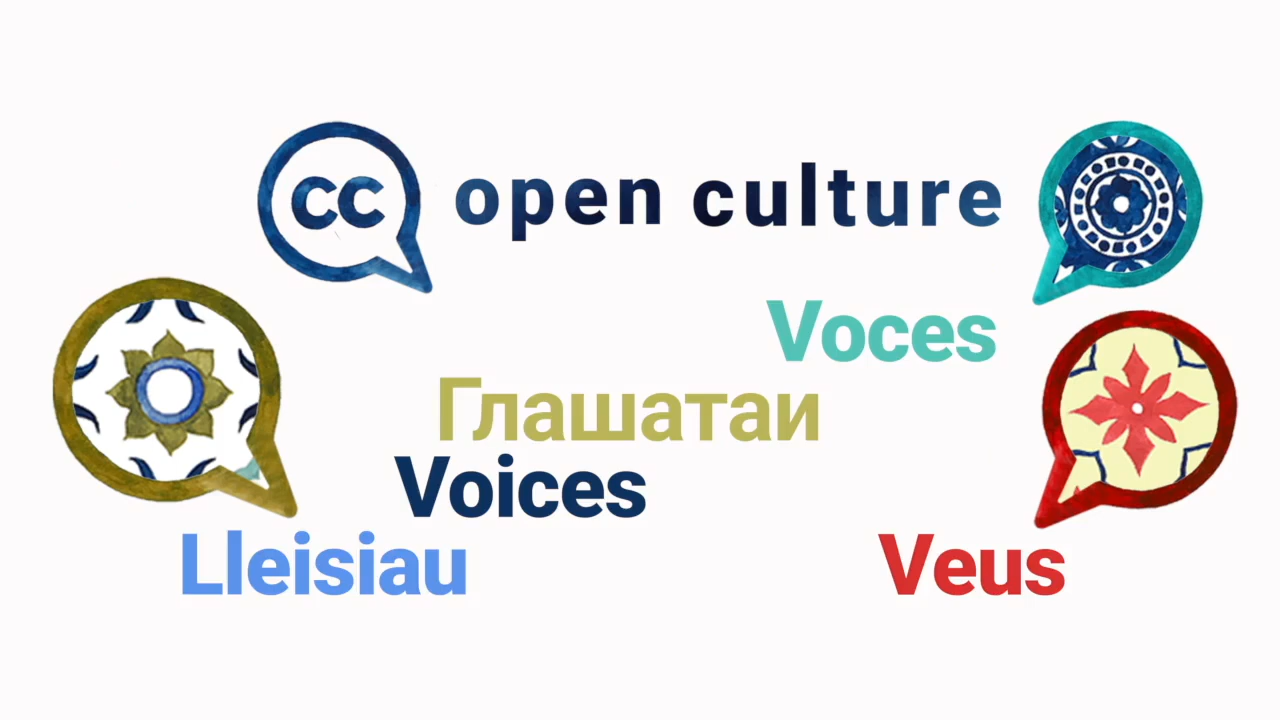 cc open culture
Voces
Глашатаи
Voices
Lleisiau
Veus